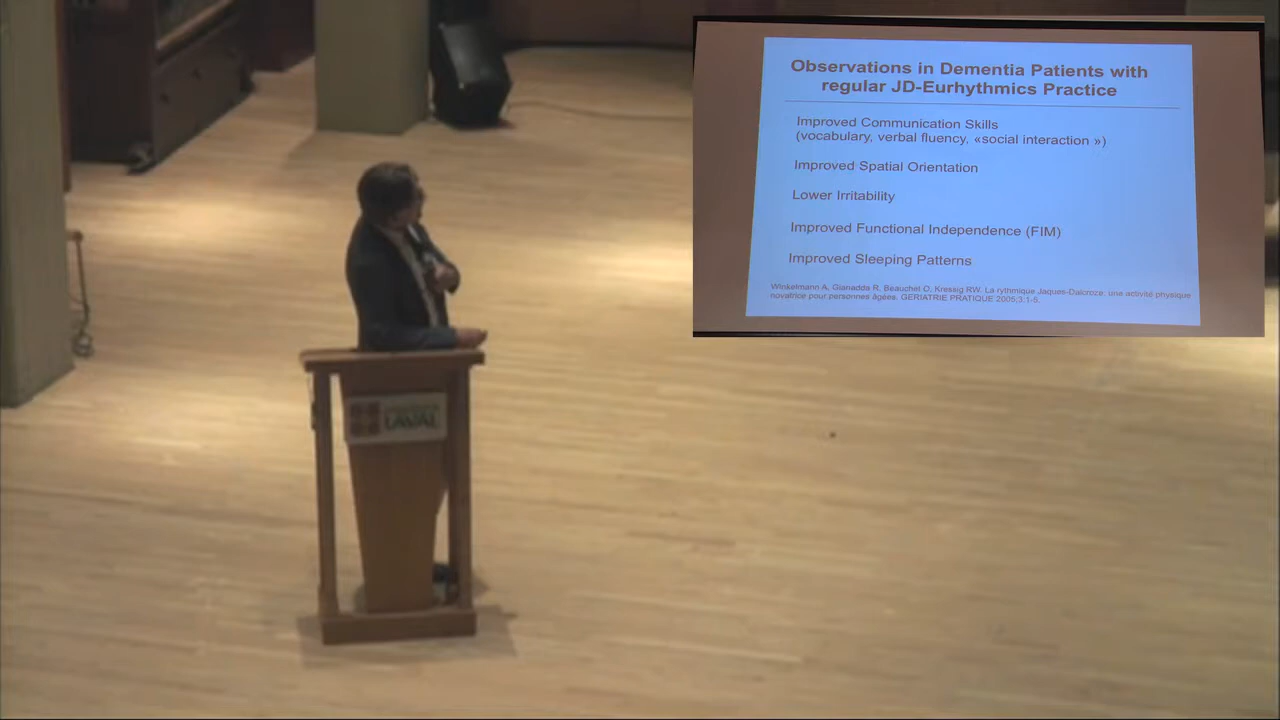 Observations in Dementia Patients with
regular JD-Eurhythmics Practice
Improved Communication Skills
(vocabulary, verbal fluency, «social interaction »)
Improved Spatial Orientation
Lower Irritability
Improved Functional Independence (FIM)
Improved Sleeping Patterns
Winkelmann A, Gianadda R, Beauchet O, Kressig RW. La rythmique Jaques-Dalcroze: une activité physique
novatrice pour personnes âgées. GERIATRIE PRATIQUE 2005;3:1-5.
LAVAL